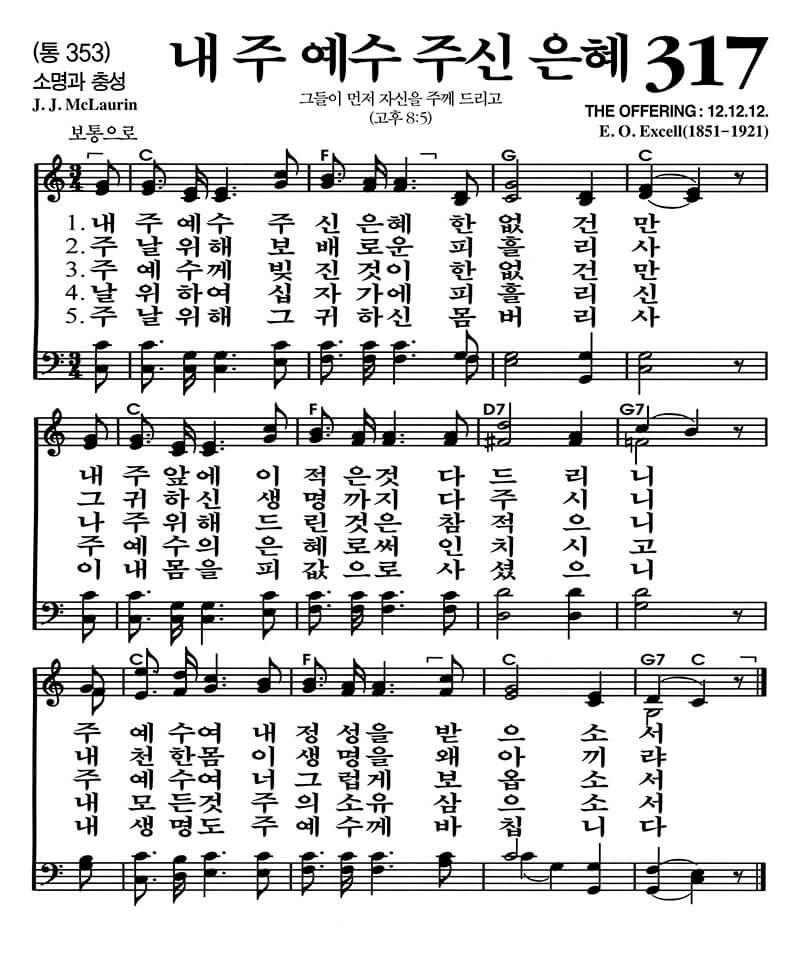 (통 353)
소명과 충성
J. J. McLaurin
보통으로
내 주 예수 주신 은혜 317
그들이 먼저 자신을 주께 드리고
(고후 8:5)
THE OFFERING : 12.12.12.
E. O. Excell(1851-1921)
C F G C
1. 내 주 예수 주 신 은혜 한 없 건 만
2. 주 날 위해 보 배 로운 피 흘 리 사
3. 주 예 수께 빚 진 것이 한 없 건 만
4. 날 위 하여 십 자 가에 피 흘 리 신
5. 주 날 위해 그 귀 하신 몸 버 리 사
C F D7 G7
내 주 앞에 이 적 은것 다 드 리 니
그 귀 하신 생 명 까지 다 주 시 니
나 주 위해 드 린 것은 참 적 으 니
주 예 수의 은 혜 로써 인 치 시 고
이 내 몸을 피 값 으로 사 셨 으 니
C F C G7 C
주 예 수여 내 정 성을 받 으 소 서
내 천 한몸 이 생 명을 왜 아 끼 랴
주 예 수여 너 그 럽게 보 옵 소 서
내 모 든것 주 의 소유 삼 으 소 서
내 생 명도 주 예 수께 바 칩 니 다